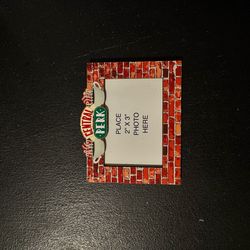 CENTRAL
PERK
PLACE
2" X 3"
PHOTO
HERE